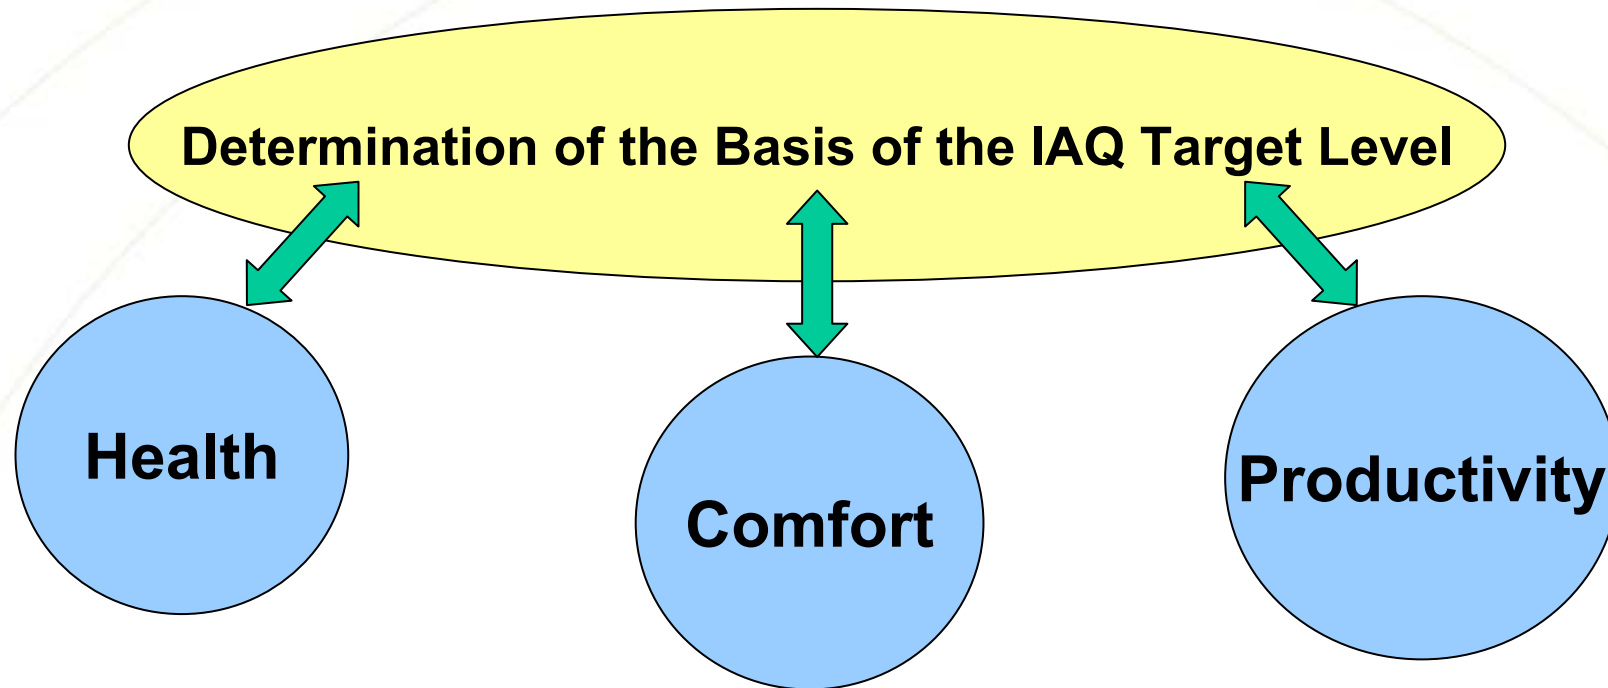 Determination of the Basis of the IAQ Target Level
Health
Comfort
Productivity